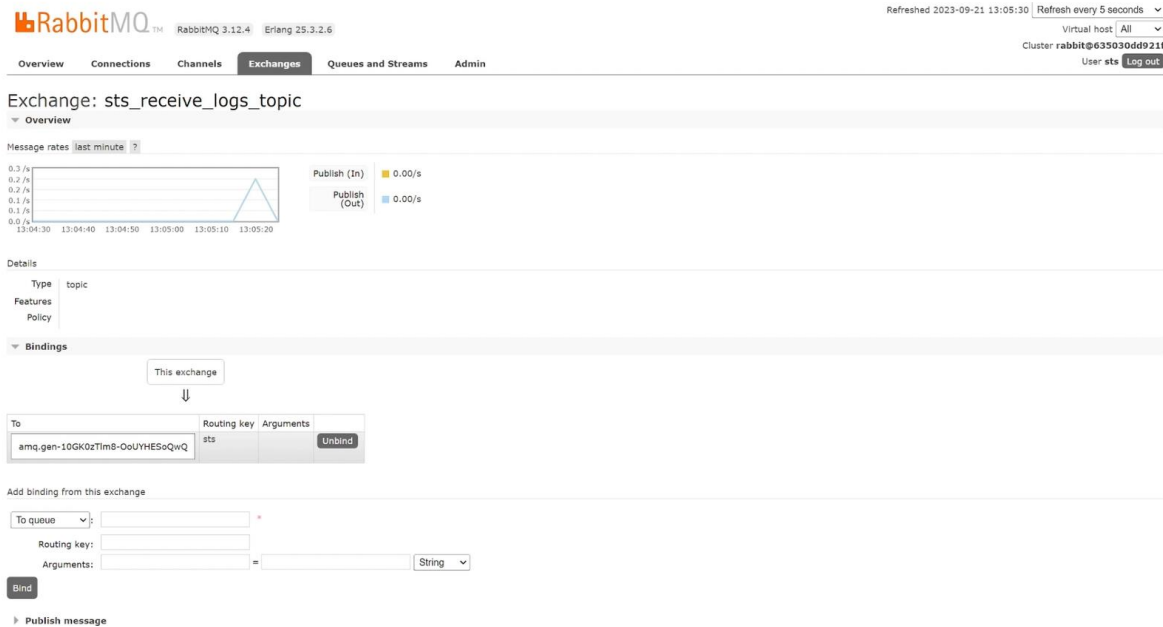 Refreshed 2023-09-21 13:05:30 Refresh every 5 seconds
RabbitMQ TM RabbitMQ 3.12.4 Erlang 25.3.2.6
Virtual host All
Cluster rabbit@635030dd921f
User sts Log out
Overview Connections Channels Exchanges Queues and Streams Admin
Exchange: sts_receive_logs_topic
Overview
Message rates last minute ?
0.3 /s
0.2 /s
0.2 /s
0.1 /s
0.1 /s
0.0 /s
13:04:30 13:04:40 13:04:50 13:05:00 13:05:10 13:05:20
Publish (In) 0.00/s
Publish (Out) 0.00/s
Details
Type topic
Features
Policy
Bindings
This exchange
⇓
To Routing key Arguments
amq.gen-10GK0zTlm8-OoUYHESoQwQ sts Unbind
Add binding from this exchange
To queue : *
Routing key:
Arguments: = String
Bind
Publish message